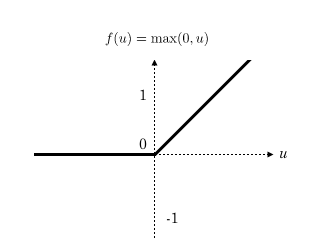 f(u) = max(0, u)
1
0
u
-1